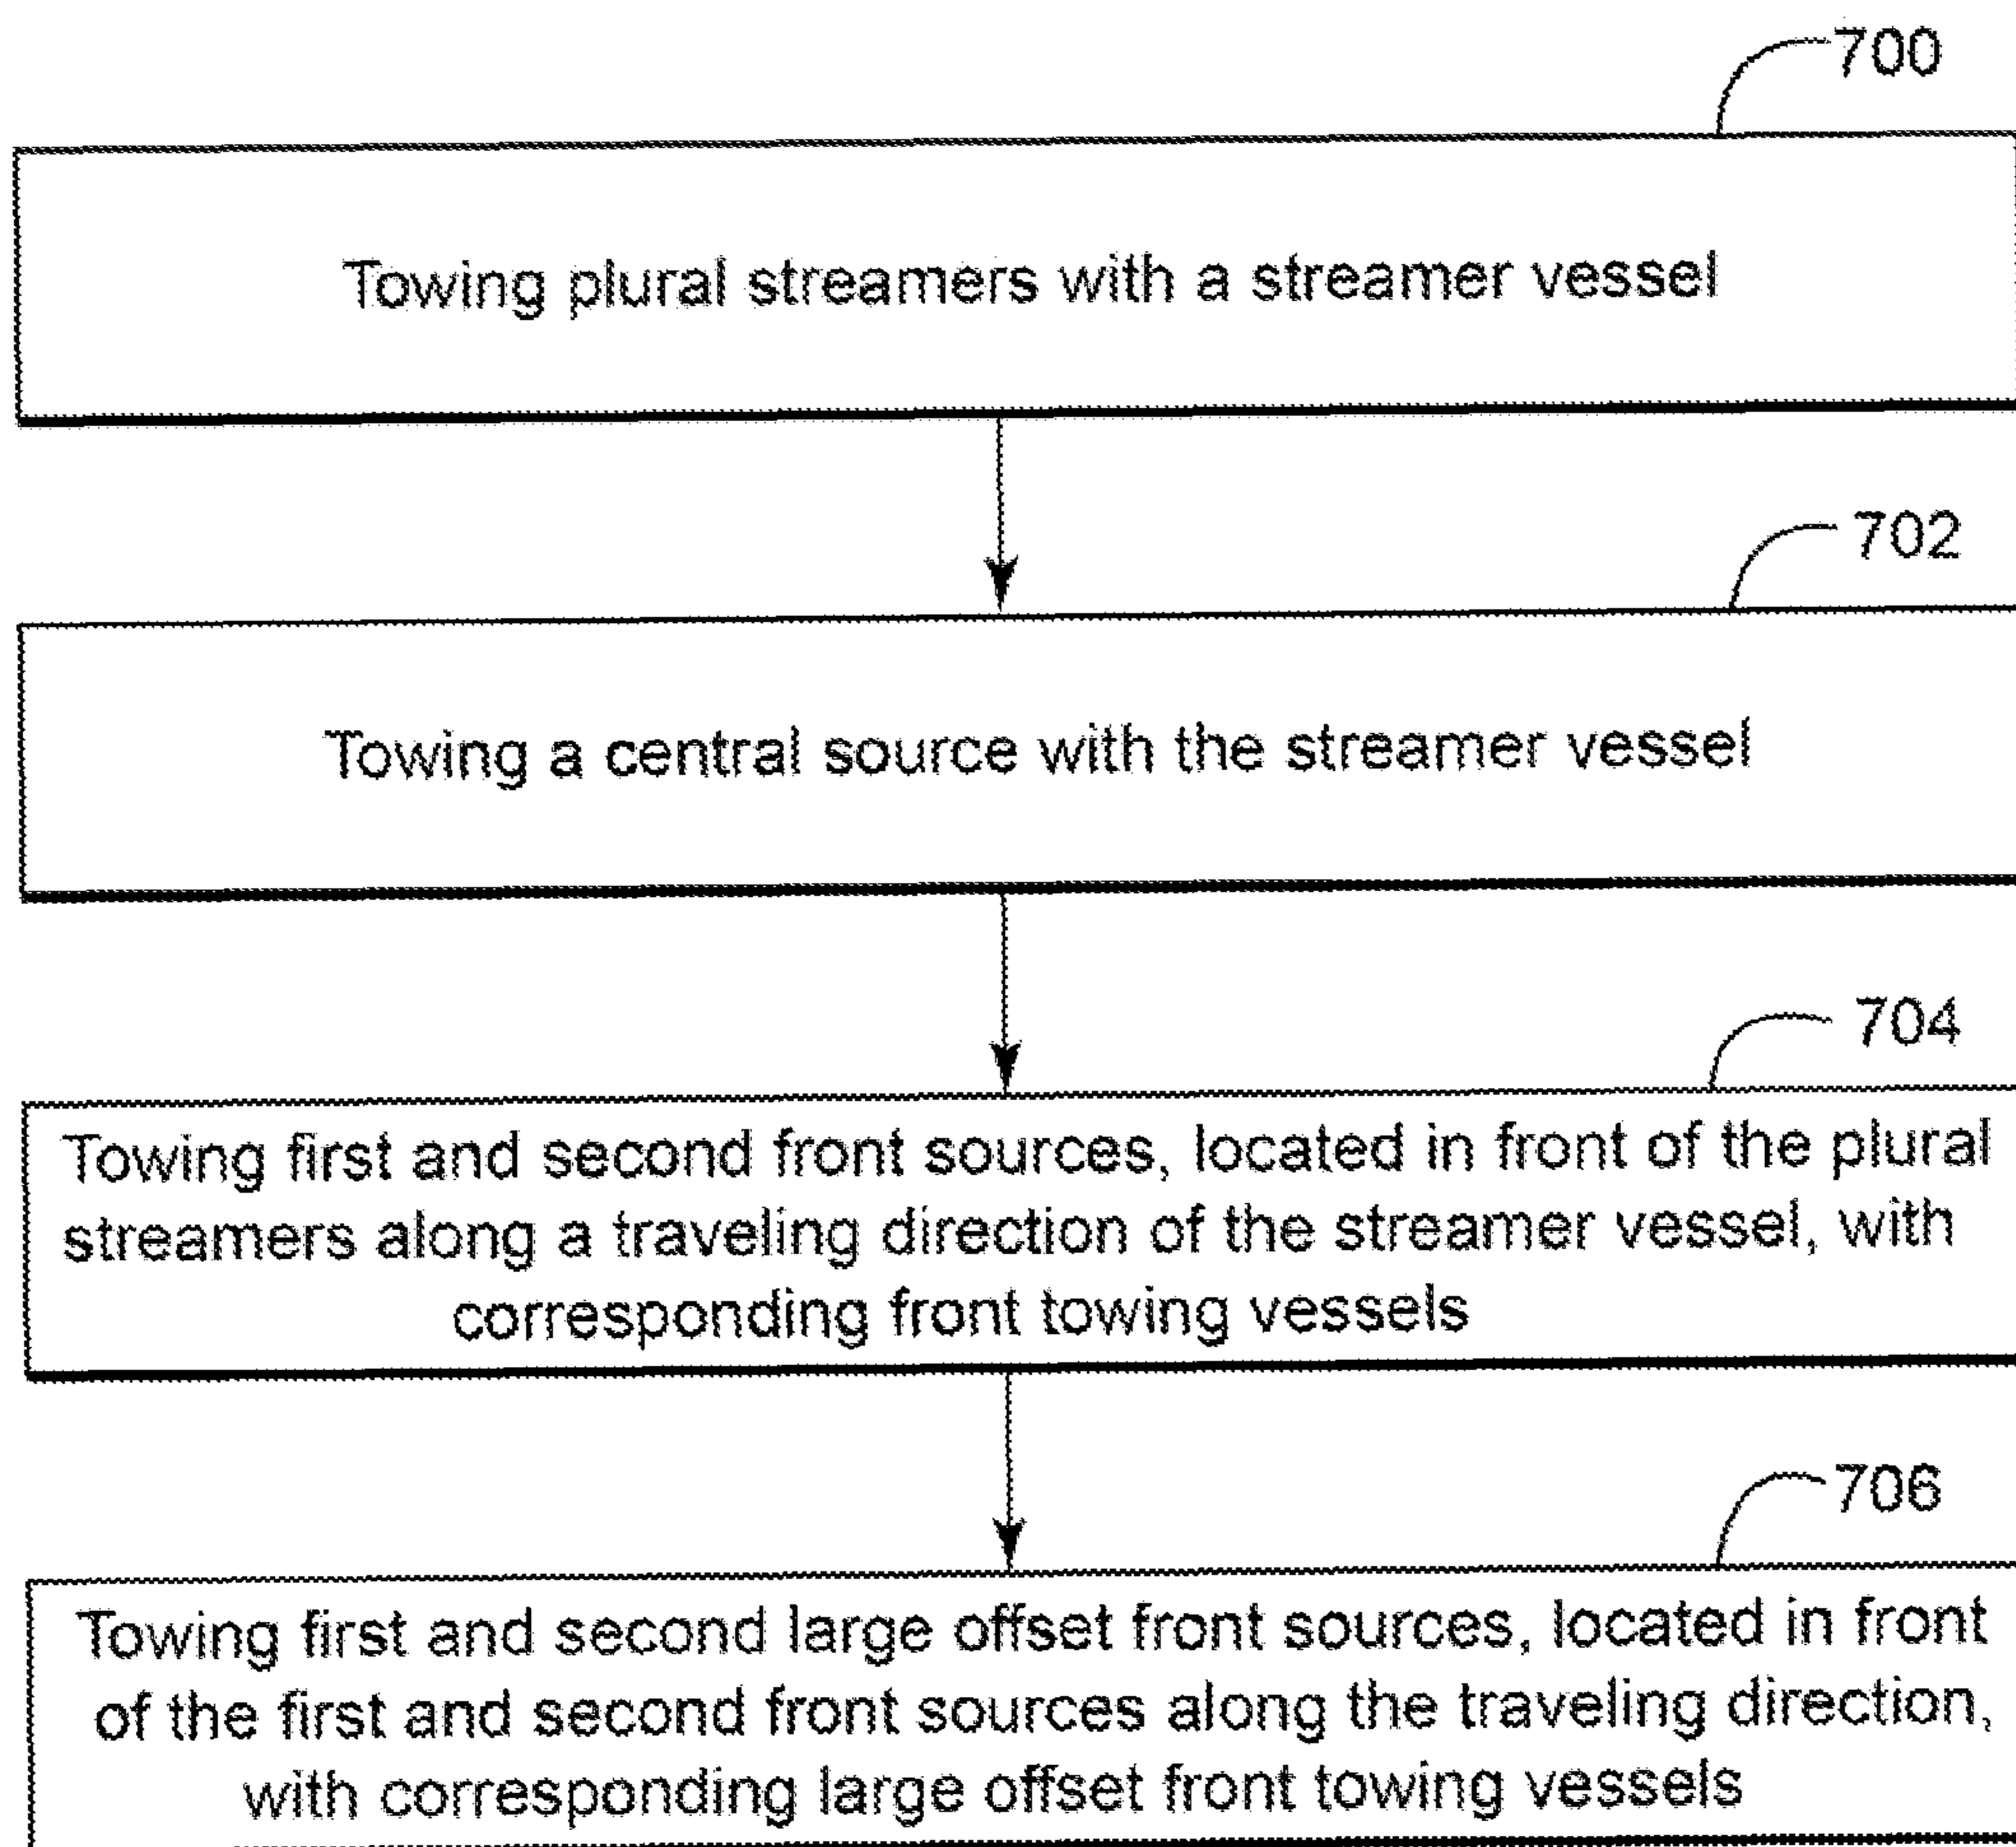 700
Towing plural streamers with a streamer vessel
702
Towing a central source with the streamer vessel
704
Towing first and second front sources, located in front of the plural
streamers along a traveling direction of the streamer vessel, with
corresponding front towing vessels
706
Towing first and second large offset front sources, located in front
of the first and second front sources along the traveling direction,
with corresponding large offset front towing vessels